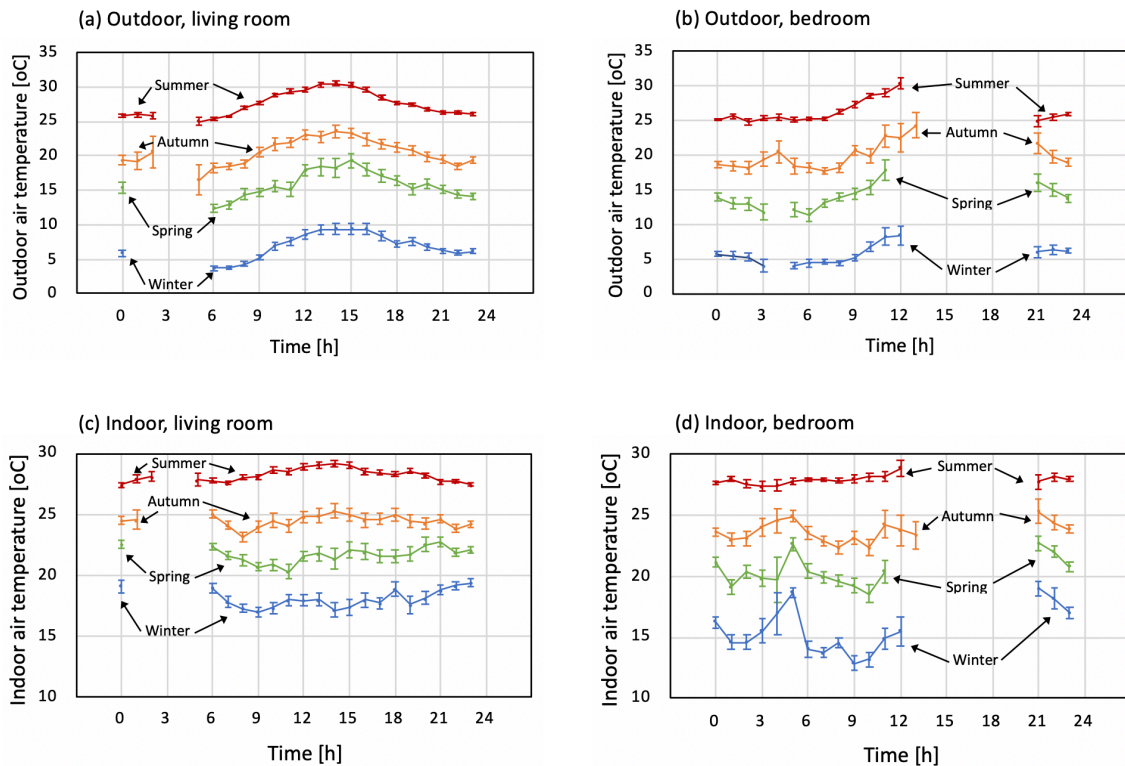 (a) Outdoor, living room
Outdoor air temperature [oC]
35
30
25
20
15
10
5
0
Summer
Autumn
Spring
Winter
0 3 6 9 12 15 18 21 24
Time [h]
(b) Outdoor, bedroom
Outdoor air temperature [oC]
35
30
25
20
15
10
5
0
Summer
Autumn
Spring
Winter
0 3 6 9 12 15 18 21 24
Time [h]
(c) Indoor, living room
Indoor air temperature [oC]
30
25
20
15
10
Summer
Autumn
Spring
Winter
0 3 6 9 12 15 18 21 24
Time [h]
(d) Indoor, bedroom
Indoor air temperature [oC]
30
25
20
15
10
Summer
Autumn
Spring
Winter
0 3 6 9 12 15 18 21 24
Time [h]